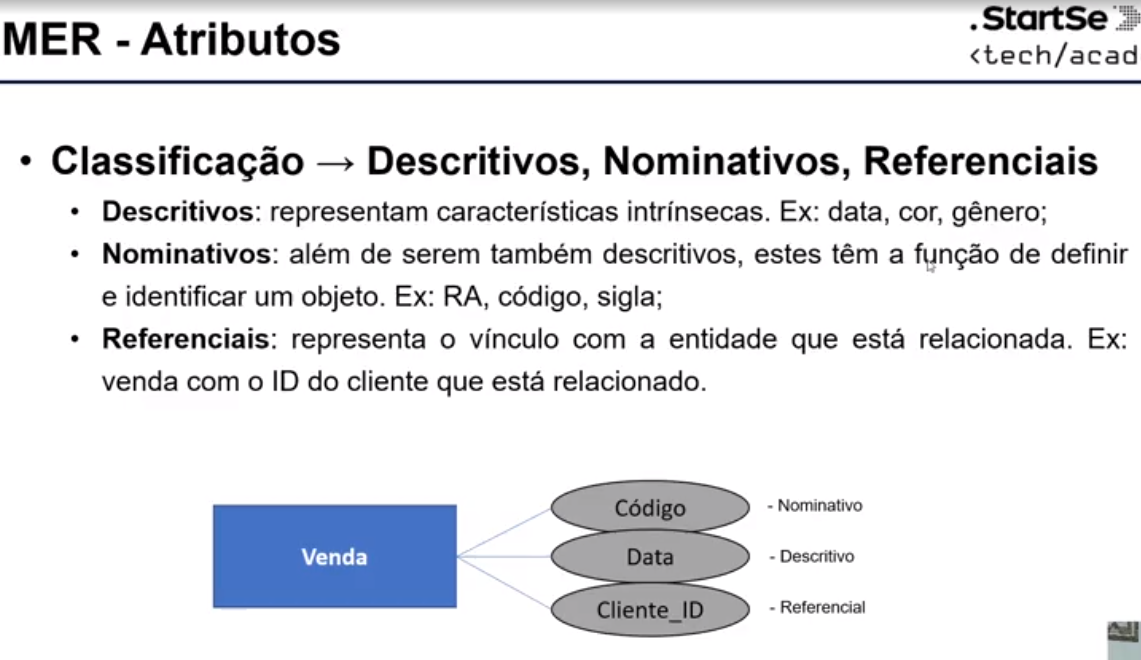 MER - Atributos
.StartSe
<tech/acad
• Classificação → Descritivos, Nominativos, Referenciais
• Descritivos: representam características intrínsecas. Ex: data, cor, gênero;
• Nominativos: além de serem também descritivos, estes têm a função de definir
e identificar um objeto. Ex: RA, código, sigla;
• Referenciais: representa o vínculo com a entidade que está relacionada. Ex:
venda com o ID do cliente que está relacionado.
Código - Nominativo
Venda Data - Descritivo
Cliente_ID - Referencial